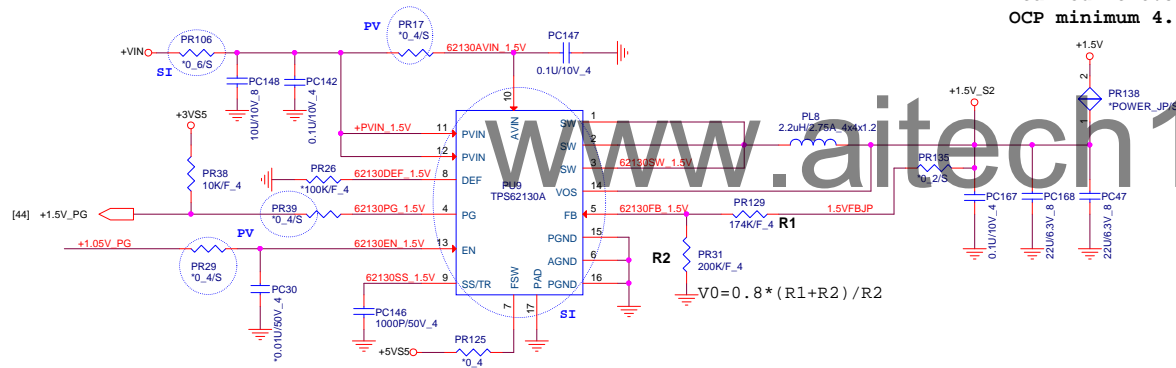 OCP minimum 4.
PV
PR17
*0_4/S
62130AVIN_1.5V
PC147
0.1U/10V_4
+VIN
PR106
*0_6/S
SI
PC148
10U/10V_8
PC142
0.1U/10V_4
+1.5V
2
PR138
*POWER_JP/S
1
+1.5V_S2
+3VS5
PR38
10K/F_4
+PVIN_1.5V
11
12
10
PVIN
PVIN
AVIN
SW
SW
SW
1
2
3
62130SW_1.5V
PL8
2.2uH/2.75A_4x4x1.2
www.aitech1
PR26
*100K/F_4
62130DEF_1.5V
8
DEF
PU9
TPS62130A
VOS
14
PR135
*0_2/S
[44]
+1.5V_PG
PR39
*0_4/S
62130PG_1.5V
4
PG
FB
5
62130FB_1.5V
PR129
174K/F_4
R1
1.5VFBJP
PC167
0.1U/10V_4
PC168
22U/6.3V_8
PC47
22U/6.3V_8
+1.05V_PG
PV
PR29
*0_4/S
62130EN_1.5V
13
EN
PGND
15
AGND
6
PGND
16
R2
PR31
200K/F_4
V0=0.8*(R1+R2)/R2
PC30
*0.01U/50V_4
62130SS_1.5V
9
SS/TR
FSW
PAD
7
17
SI
PC146
1000P/50V_4
+5VS5
PR125
*0_4